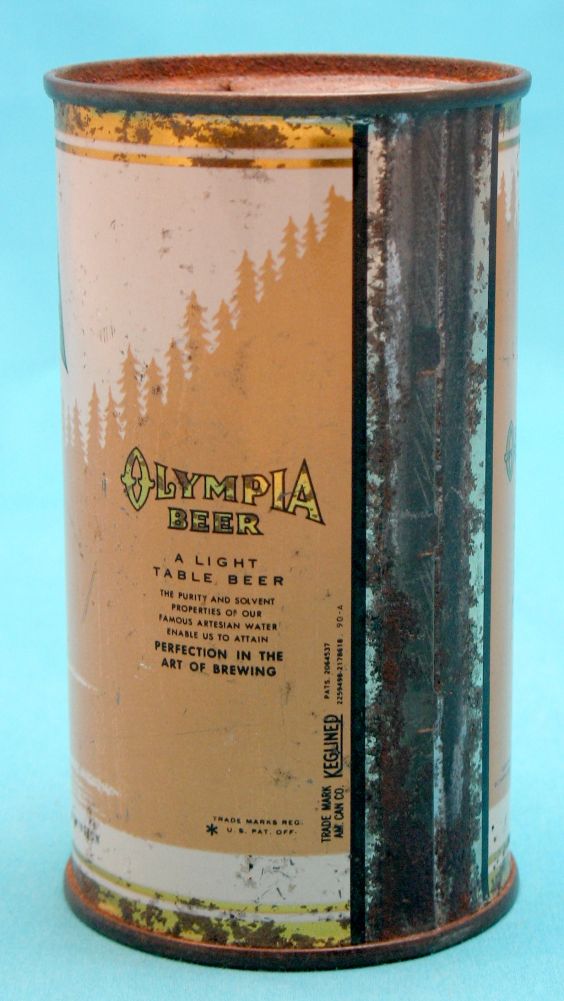 OLYMPIA
BEER
A LIGHT
TABLE BEER
THE PURITY AND SOLVENT
PROPERTIES OF OUR
FAMOUS ARTESIAN WATER
ENABLE US TO ATTAIN
PERFECTION IN THE
ART OF BREWING
TRADE MARKS REG.
* U.S. PAT. OFF.
TRADE MARK
AM. CAN CO. KEGLINED
PATS. 2064537
2259498-2178618 90-A